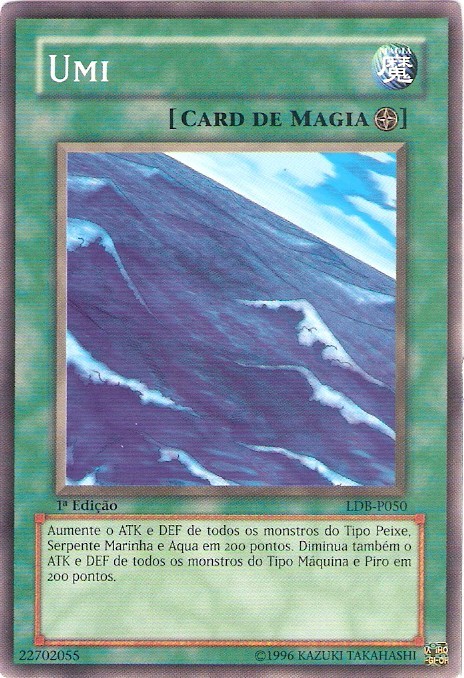 UMI
MAGIA
魔
[CARD DE MAGIA]
1ª Edição
LDB-P050
Aumente o ATK e DEF de todos os monstros do Tipo Peixe,
Serpente Marinha e Aqua em 200 pontos. Diminua também o
ATK e DEF de todos os monstros do Tipo Máquina e Piro em
200 pontos.
22702055
©1996 KAZUKI TAKAHASHI